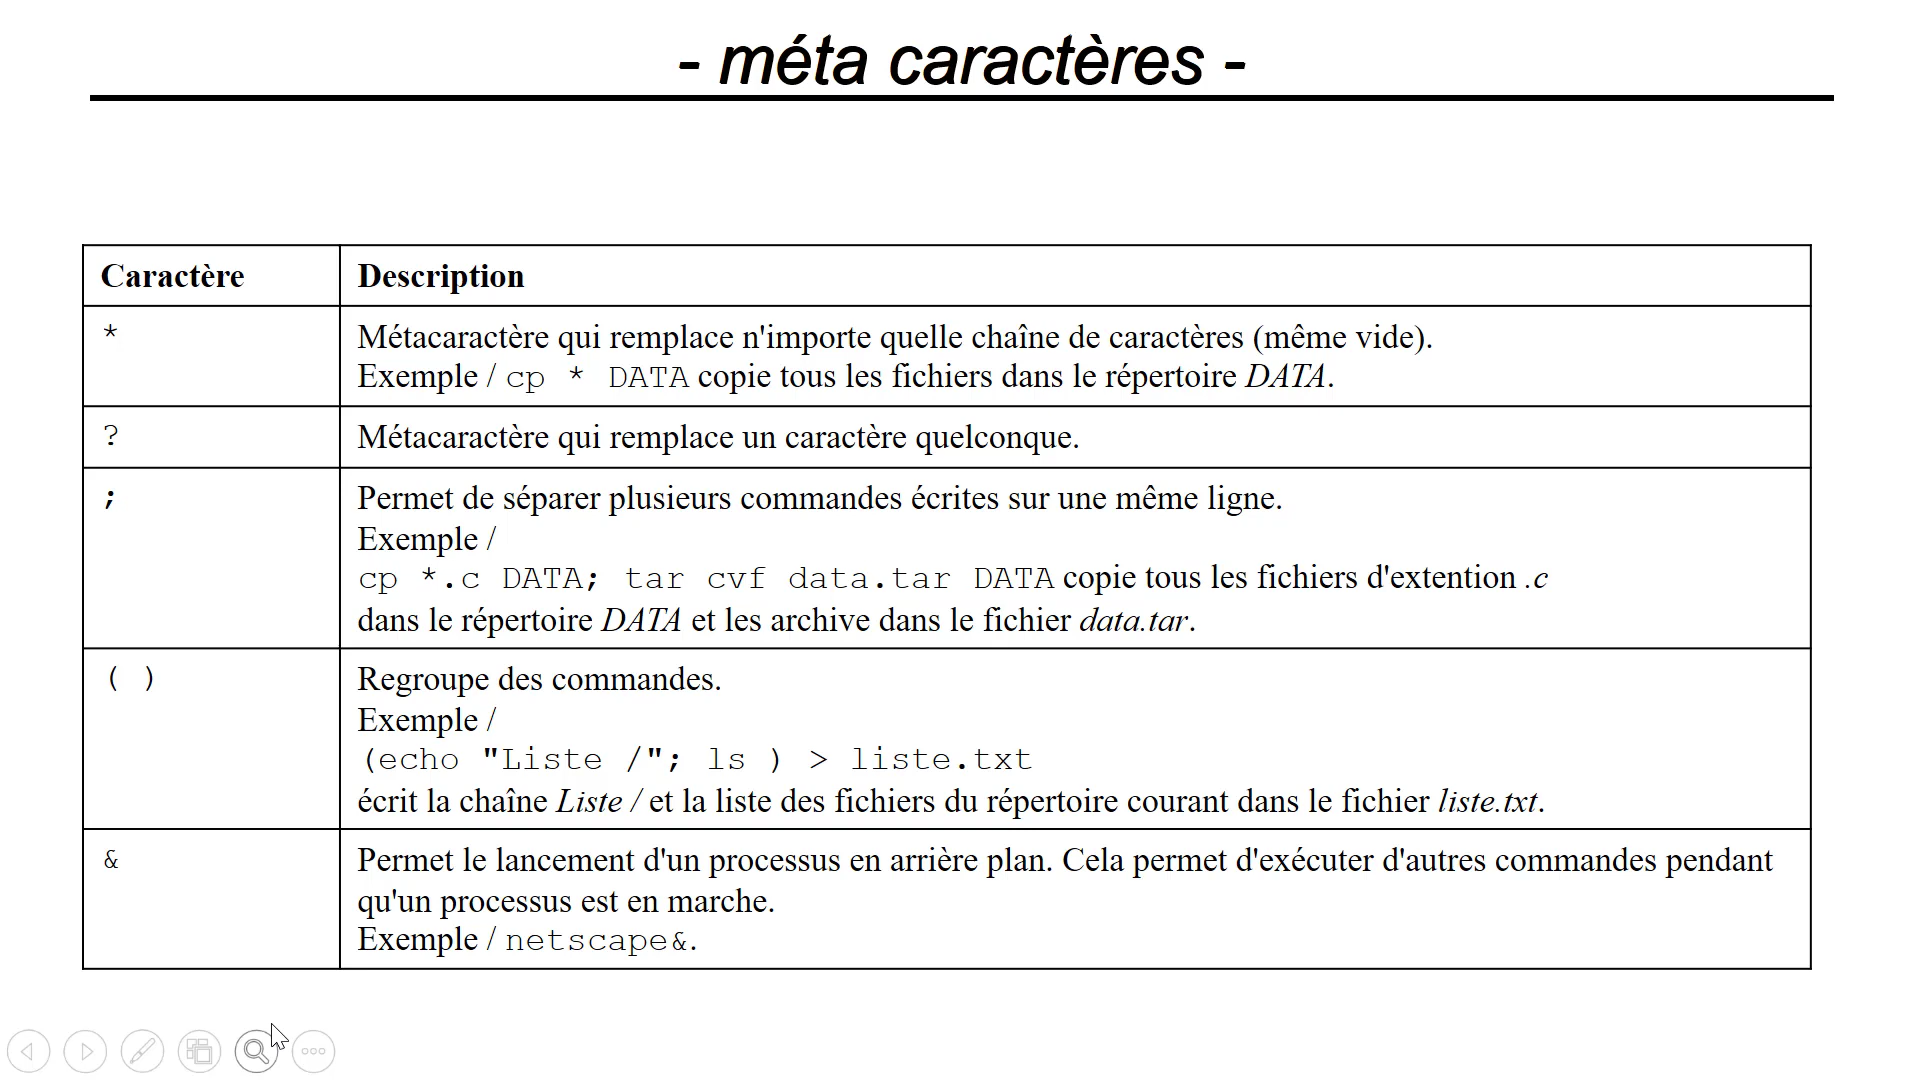 - méta caractères -
Caractère
Description
*
Métacaractère qui remplace n'importe quelle chaîne de caractères (même vide).
Exemple / cp * DATA copie tous les fichiers dans le répertoire DATA.
?
Métacaractère qui remplace un caractère quelconque.
;
Permet de séparer plusieurs commandes écrites sur une même ligne.
Exemple /
cp *.c DATA; tar cvf data.tar DATA copie tous les fichiers d'extention .c
dans le répertoire DATA et les archive dans le fichier data.tar.
( )
Regroupe des commandes.
Exemple /
(echo "Liste /"; ls ) > liste.txt
écrit la chaîne Liste / et la liste des fichiers du répertoire courant dans le fichier liste.txt.
&
Permet le lancement d'un processus en arrière plan. Cela permet d'exécuter d'autres commandes pendant
qu'un processus est en marche.
Exemple / netscape&.